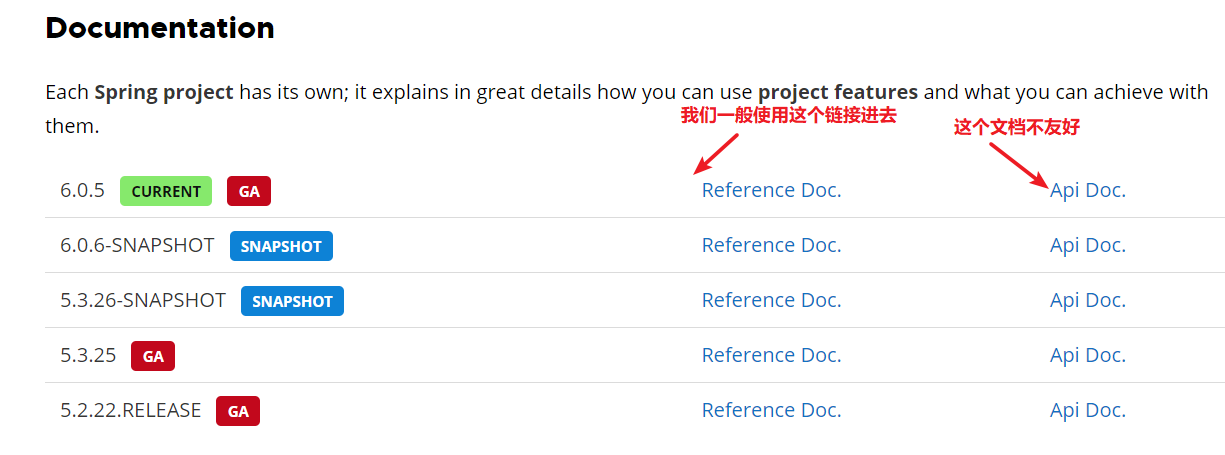 Documentation
Each Spring project has its own; it explains in great details how you can use project features and what you can achieve with
them.
我们一般使用这个链接进去
这个文档不友好
6.0.5 CURRENT GA Reference Doc. Api Doc.
6.0.6-SNAPSHOT SNAPSHOT Reference Doc. Api Doc.
5.3.26-SNAPSHOT SNAPSHOT Reference Doc. Api Doc.
5.3.25 GA Reference Doc. Api Doc.
5.2.22.RELEASE GA Reference Doc. Api Doc.